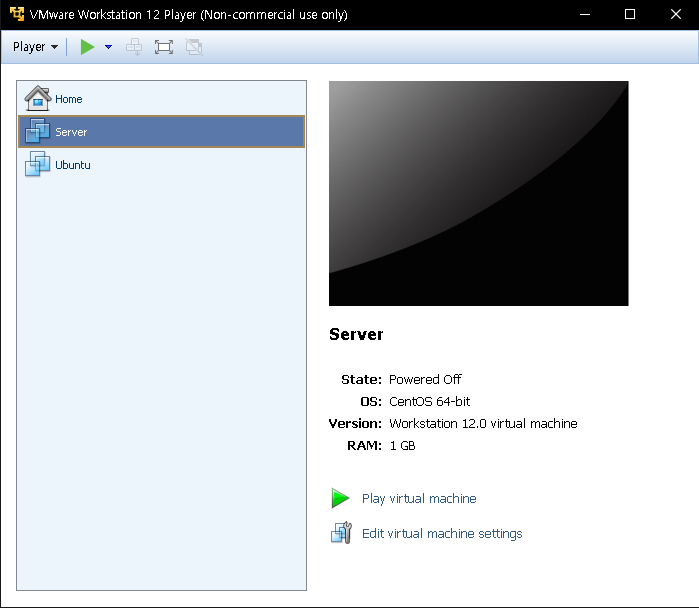 VMware Workstation 12 Player (Non-commercial use only)
Player
Home
Server
Ubuntu
Server
State: Powered Off
OS: CentOS 64-bit
Version: Workstation 12.0 virtual machine
RAM: 1 GB
Play virtual machine
Edit virtual machine settings